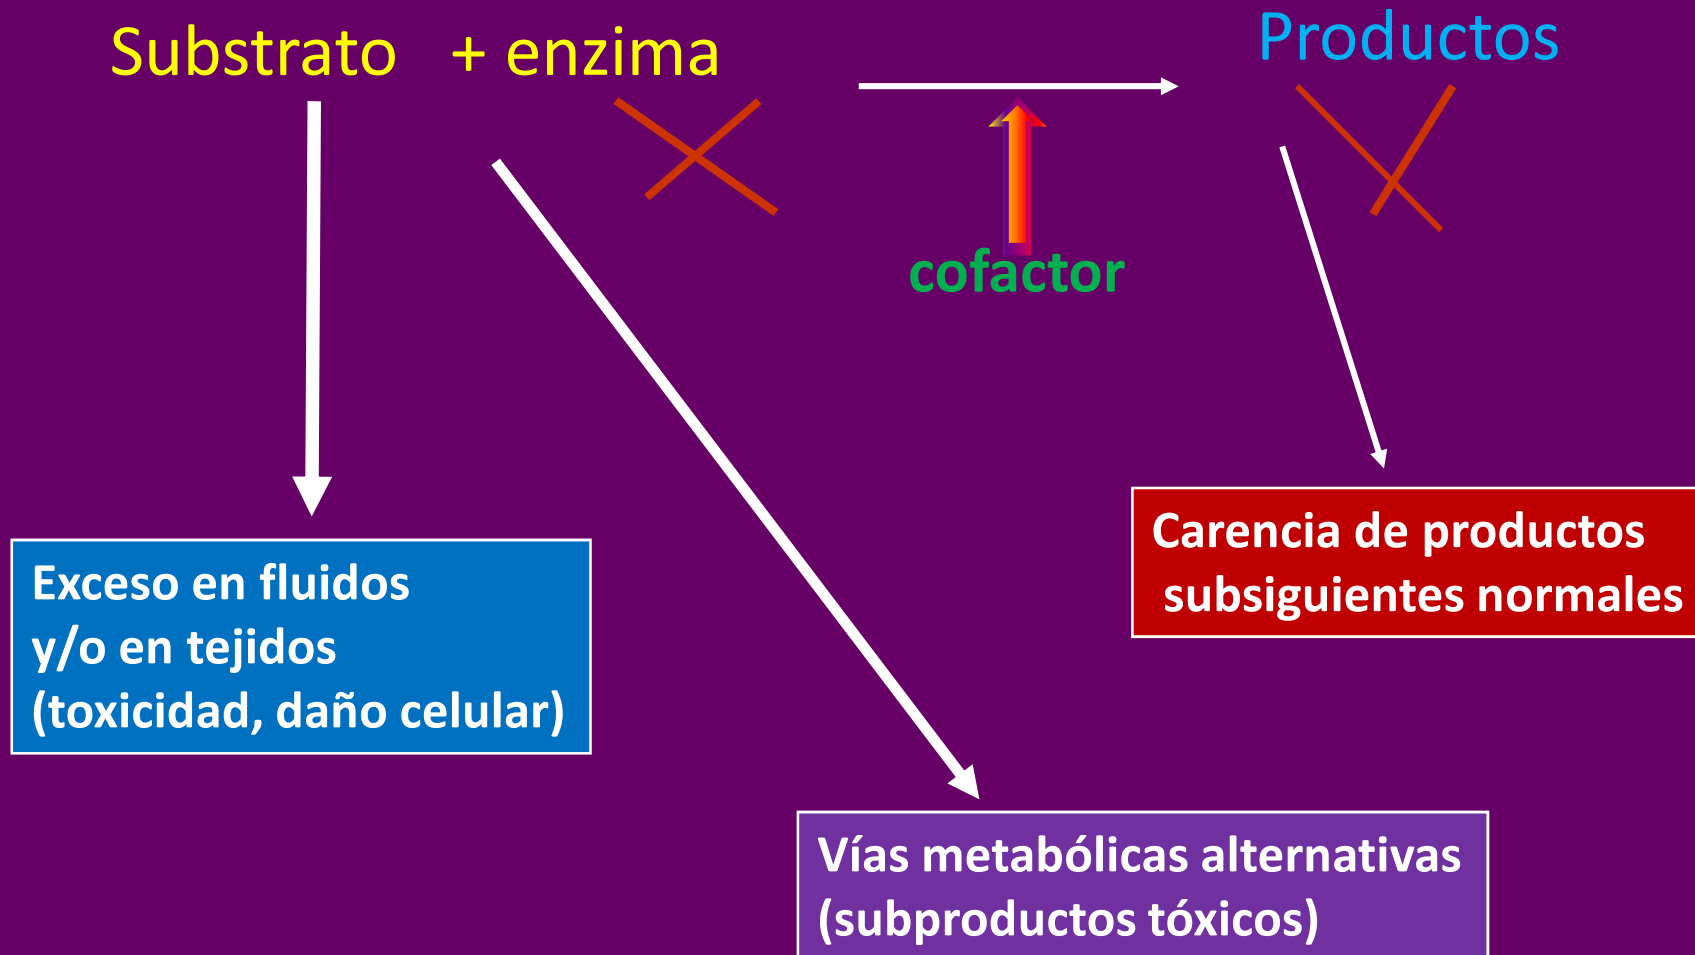 Substrato + enzima
Productos
cofactor
Carencia de productos
subsiguientes normales
Exceso en fluidos
y/o en tejidos
(toxicidad, daño celular)
Vías metabólicas alternativas
(subproductos tóxicos)